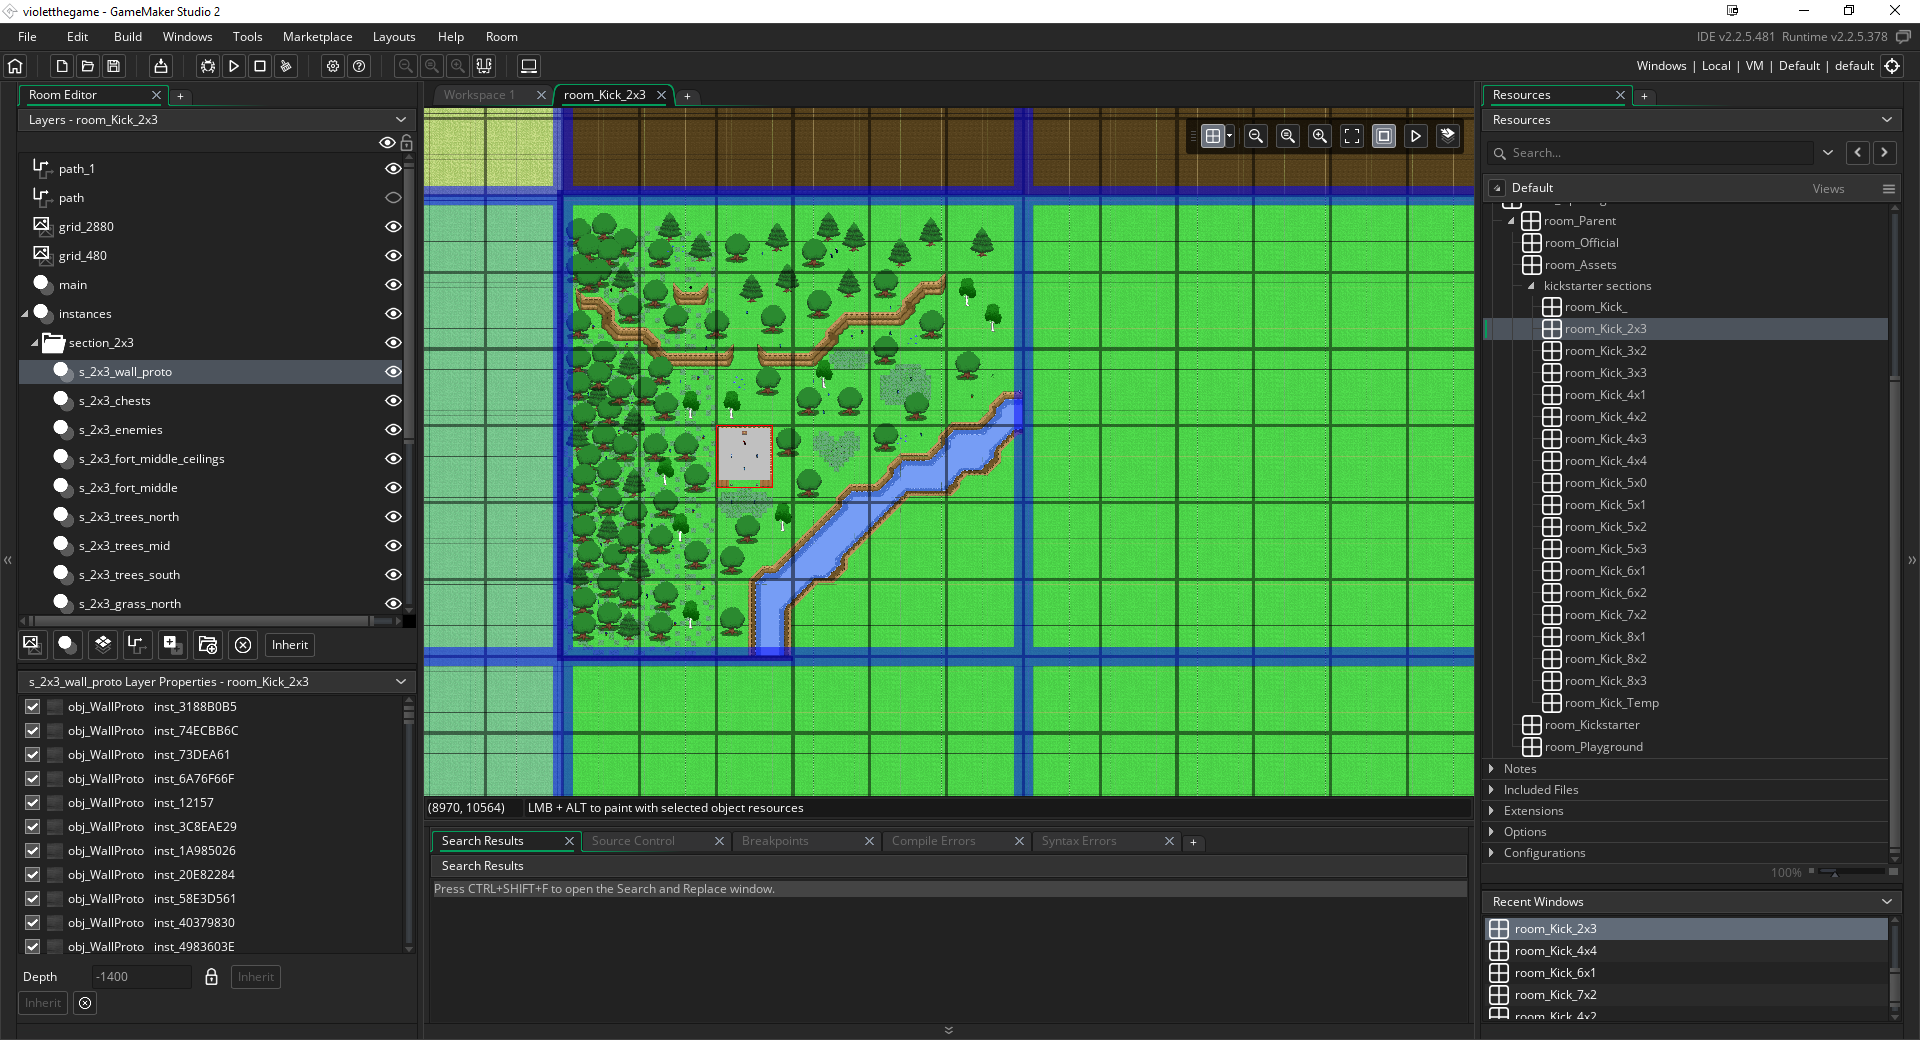 violetthegame - GameMaker Studio 2
File Edit Build Windows Tools Marketplace Layouts Help Room
IDE v2.2.5.481 Runtime v2.2.5.378
Windows | Local | VM | Default | default
Room Editor
Layers - room_Kick_2x3
path_1
path
grid_2880
grid_480
main
instances
section_2x3
s_2x3_wall_proto
s_2x3_chests
s_2x3_enemies
s_2x3_fort_middle_ceilings
s_2x3_fort_middle
s_2x3_trees_north
s_2x3_trees_mid
s_2x3_trees_south
s_2x3_grass_north
Inherit
s_2x3_wall_proto Layer Properties - room_Kick_2x3
obj_WallProto inst_3188B0B5
obj_WallProto inst_74ECBB6C
obj_WallProto inst_73DEA61
obj_WallProto inst_6A76F66F
obj_WallProto inst_12157
obj_WallProto inst_3C8EAE29
obj_WallProto inst_1A985026
obj_WallProto inst_20E82284
obj_WallProto inst_58E3D561
obj_WallProto inst_40379830
obj_WallProto inst_4983603E
Depth -1400 Inherit
Inherit
Workspace 1 room_Kick_2x3
(8970, 10564) LMB + ALT to paint with selected object resources
Search Results Source Control Breakpoints Compile Errors Syntax Errors
Search Results
Press CTRL+SHIFT+F to open the Search and Replace window.
Resources
Resources
Search...
Default Views
room_Parent
room_Official
room_Assets
kickstarter sections
room_Kick_
room_Kick_2x3
room_Kick_3x2
room_Kick_3x3
room_Kick_4x1
room_Kick_4x2
room_Kick_4x3
room_Kick_4x4
room_Kick_5x0
room_Kick_5x1
room_Kick_5x2
room_Kick_5x3
room_Kick_6x1
room_Kick_6x2
room_Kick_7x2
room_Kick_8x1
room_Kick_8x2
room_Kick_8x3
room_Kick_Temp
room_Kickstarter
room_Playground
Notes
Included Files
Extensions
Options
Configurations
100%
Recent Windows
room_Kick_2x3
room_Kick_4x4
room_Kick_6x1
room_Kick_7x2
room_Kick_4x2